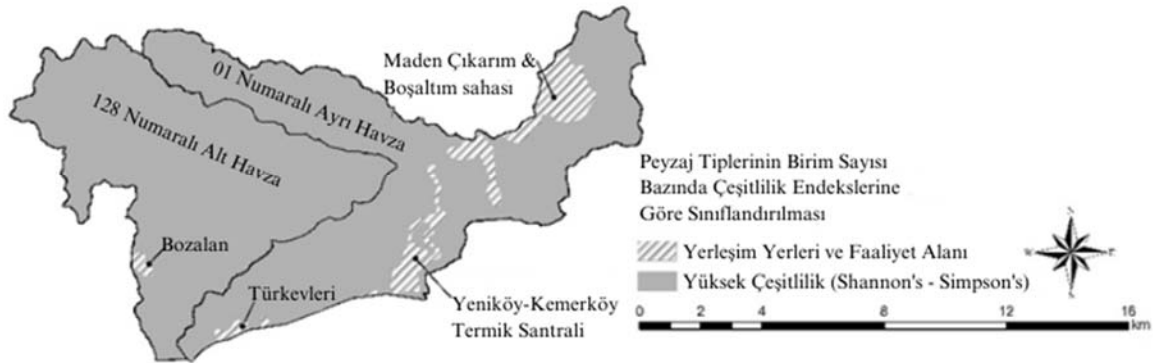 Maden Çıkarım &
Boşaltım sahası
01 Numaralı Ayrı Havza
128 Numaralı Alt Havza
Bozalan
Türkevleri
Yeniköy-Kemerköy
Termik Santrali
Peyzaj Tiplerinin Birim Sayısı
Bazında Çeşitlilik Endekslerine
Göre Sınıflandırılması
Yerleşim Yerleri ve Faaliyet Alanı
Yüksek Çeşitlilik (Shannon's - Simpson's)
0 2 4 8 12 16
km